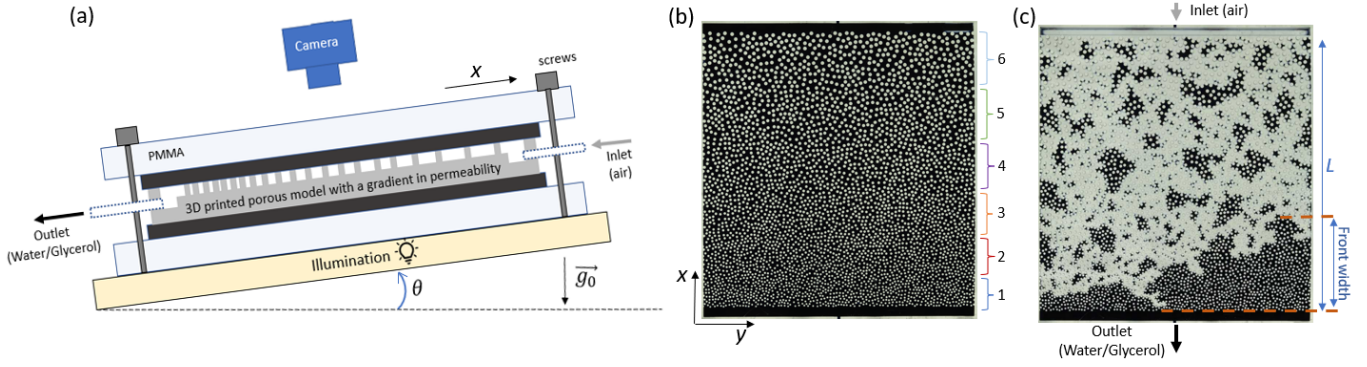 (a)
Camera
x
screws
PMMA
3D printed porous model with a gradient in permeability
Inlet
(air)
Outlet
(Water/Glycerol)
Illumination
θ
g₀
(b)
6
5
4
3
2
1
x
y
(c)
Inlet (air)
L
Front width
Outlet
(Water/Glycerol)